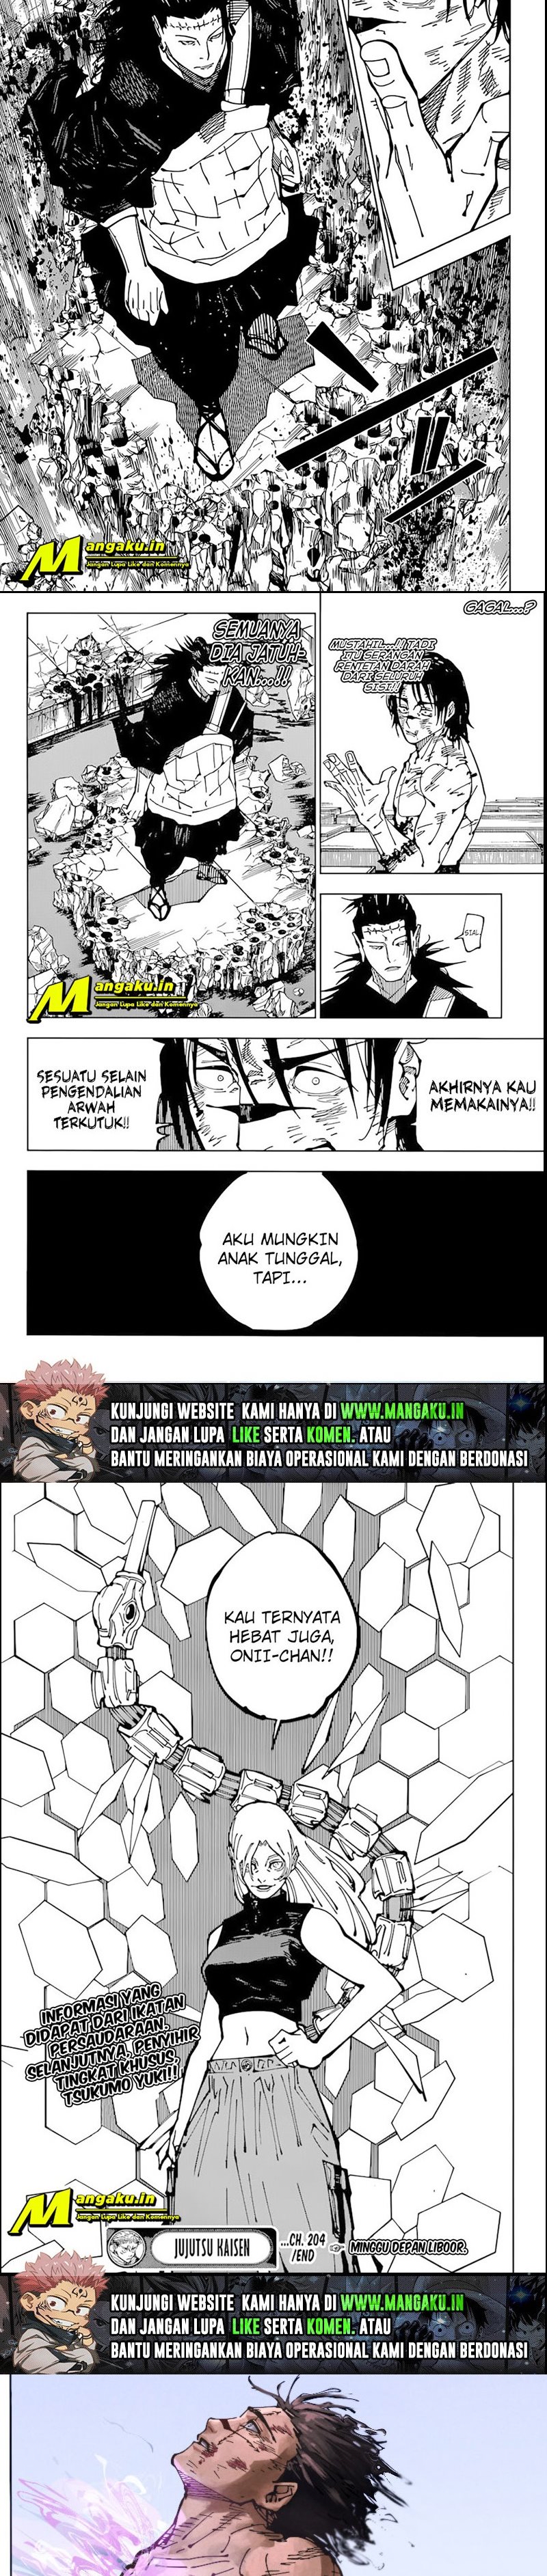 Mangaku.in
Jangan Lupa Like dan Komennya
GAGAL...?
MUSTAHIL...!! TADI
ITU SERANGAN
RENTETAN DARAH
DARI SELURUH
SISI...!
SEMUANYA
DIA JATUH-
KAN...!!
SIAL.
Mangaku.in
Jangan Lupa Like dan Komennya
AKHIRNYA KAU
MEMAKAINYA!!
SESUATU SELAIN
PENGENDALIAN
ARWAH
TERKUTUK!!
AKU MUNGKIN
ANAK TUNGGAL,
TAPI...
KUNJUNGI WEBSITE KAMI HANYA DI WWW.MANGAKU.IN
DAN JANGAN LUPA LIKE SERTA KOMEN. ATAU
BANTU MERINGANKAN BIAYA OPERASIONAL KAMI DENGAN BERDONASI
KAU TERNYATA
HEBAT JUGA,
ONII-CHAN!!
INFORMASI YANG
DIDAPAT DARI IKATAN
PERSAUDARAAN.
SELANJUTNYA, PENYIHIR
TINGKAT KHUSUS,
TSUKUMO YUKI!!
Mangaku.in
Jangan Lupa Like dan Komennya
JUJUTSU KAISEN
...CH. 204
/END
MINGGU DEPAN LIBOOR.
KUNJUNGI WEBSITE KAMI HANYA DI WWW.MANGAKU.IN
DAN JANGAN LUPA LIKE SERTA KOMEN. ATAU
BANTU MERINGANKAN BIAYA OPERASIONAL KAMI DENGAN BERDONASI